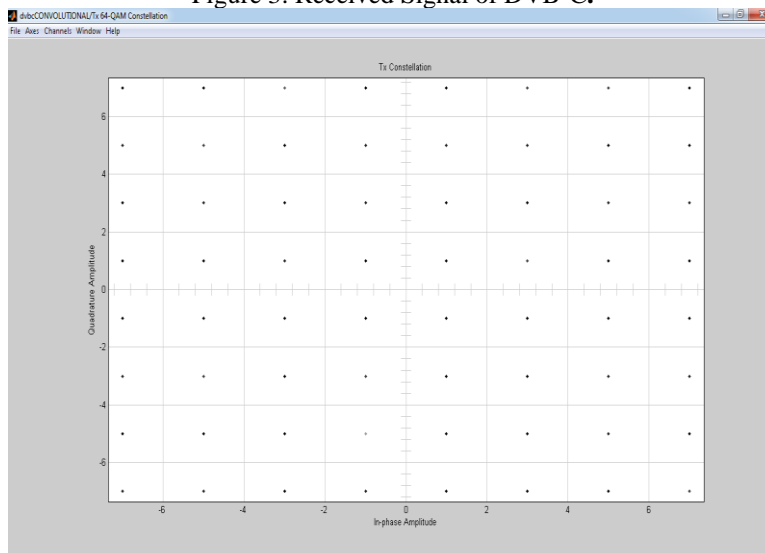 Figure 3. Received Signal of DVB-C.
dvbcCONVOLUTIONAL/Tx 64-QAM Constellation
File Axes Channels Window Help
Tx Constellation
6
4
2
0
-2
-4
-6
Quadrature Amplitude
-6 -4 -2 0 2 4 6
In-phase Amplitude